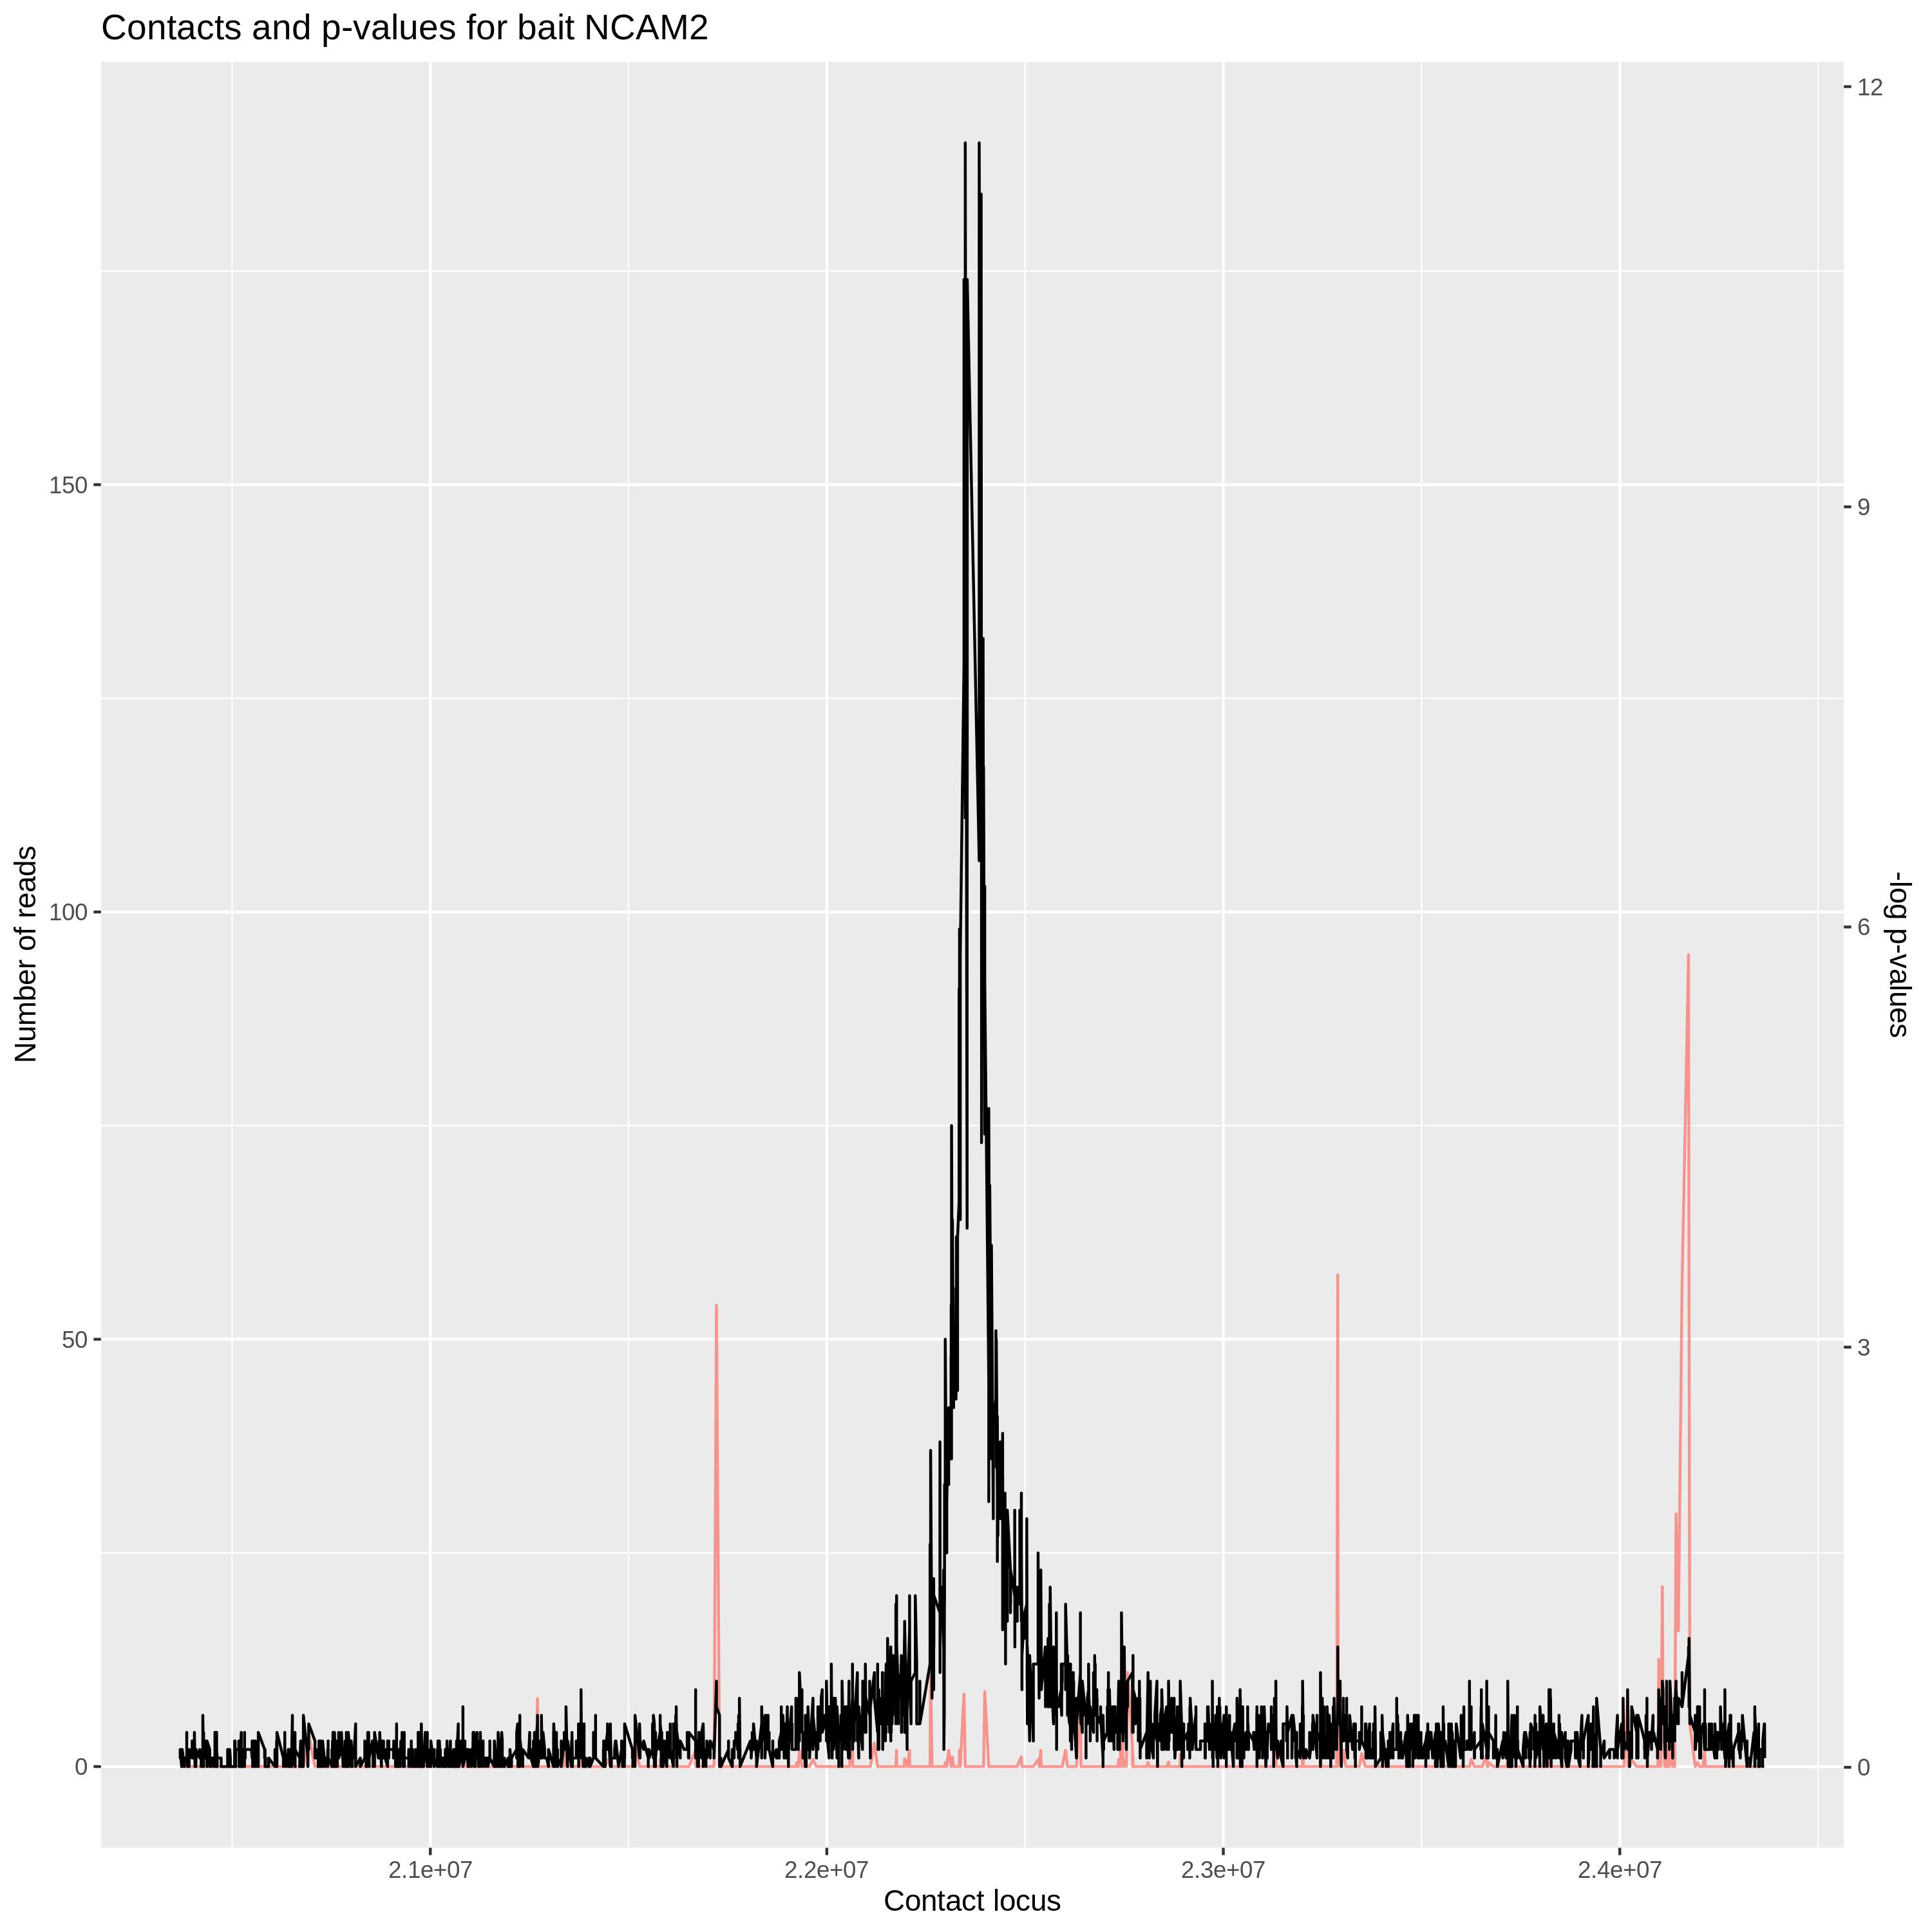 Contacts and p-values for bait NCAM2
12
150
9
100
6
Number of reads
-log p-values
50
3
0
0
2.1e+07
2.2e+07
2.3e+07
2.4e+07
Contact locus